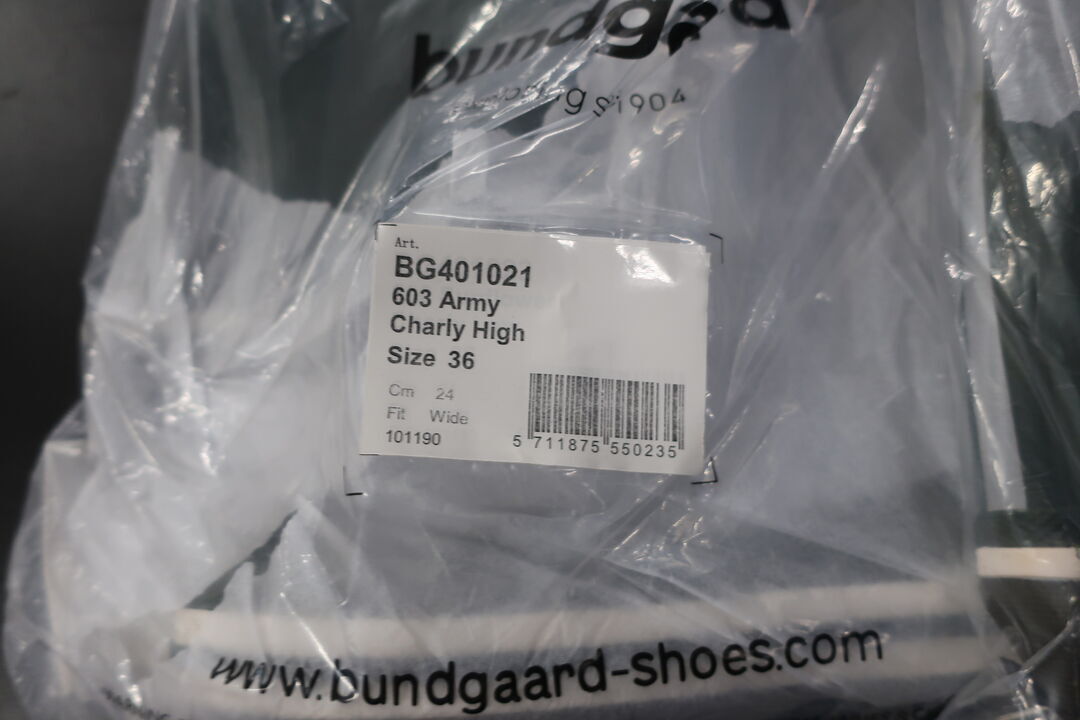 bundgaard
1904
Art.
BG401021
603 Army
Charly High
Size 36
Cm 24
Fit Wide
101190
5 711875 550235
www.bundgaard-shoes.com